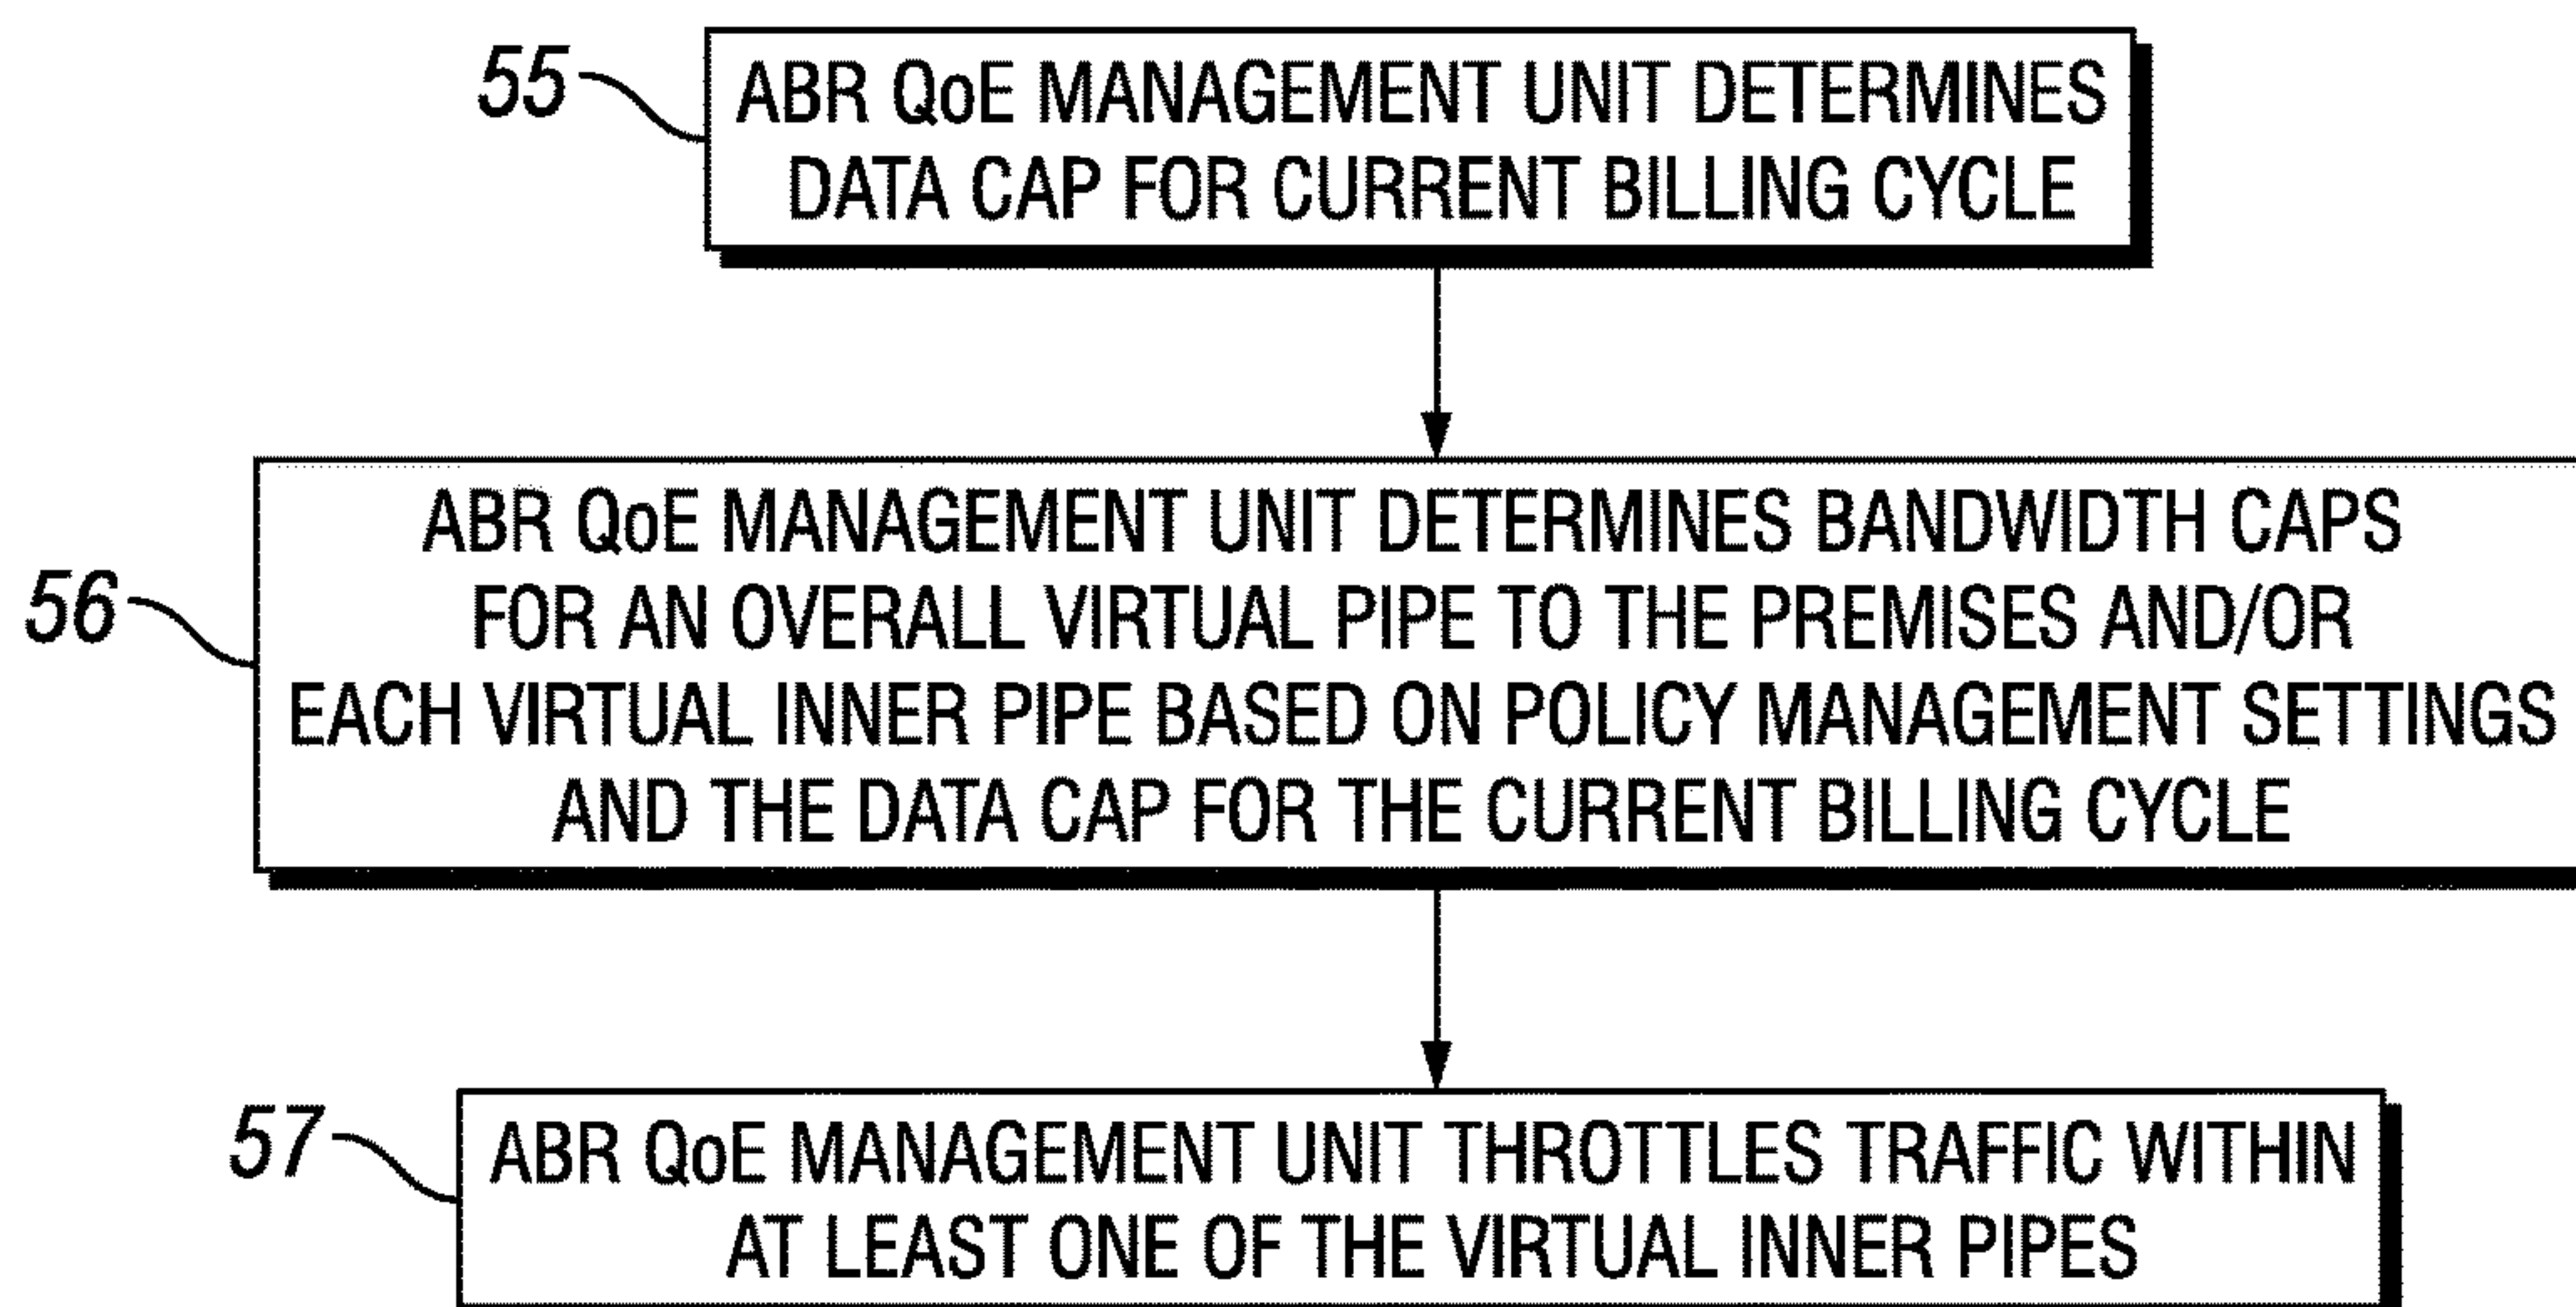 55
ABR QoE MANAGEMENT UNIT DETERMINES
DATA CAP FOR CURRENT BILLING CYCLE
56
ABR QoE MANAGEMENT UNIT DETERMINES BANDWIDTH CAPS
FOR AN OVERALL VIRTUAL PIPE TO THE PREMISES AND/OR
EACH VIRTUAL INNER PIPE BASED ON POLICY MANAGEMENT SETTINGS
AND THE DATA CAP FOR THE CURRENT BILLING CYCLE
57
ABR QoE MANAGEMENT UNIT THROTTLES TRAFFIC WITHIN
AT LEAST ONE OF THE VIRTUAL INNER PIPES